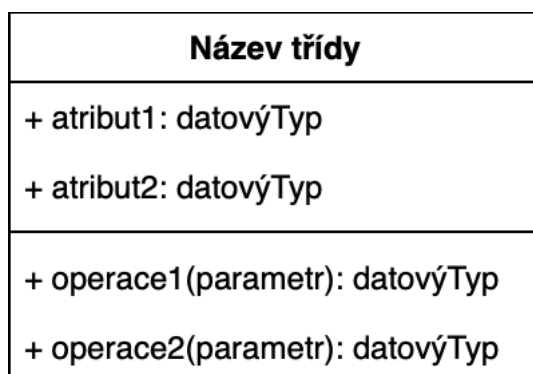 Název třídy
+ atribut1: datovýTyp
+ atribut2: datovýTyp
+ operace1(parametr): datovýTyp
+ operace2(parametr): datovýTyp